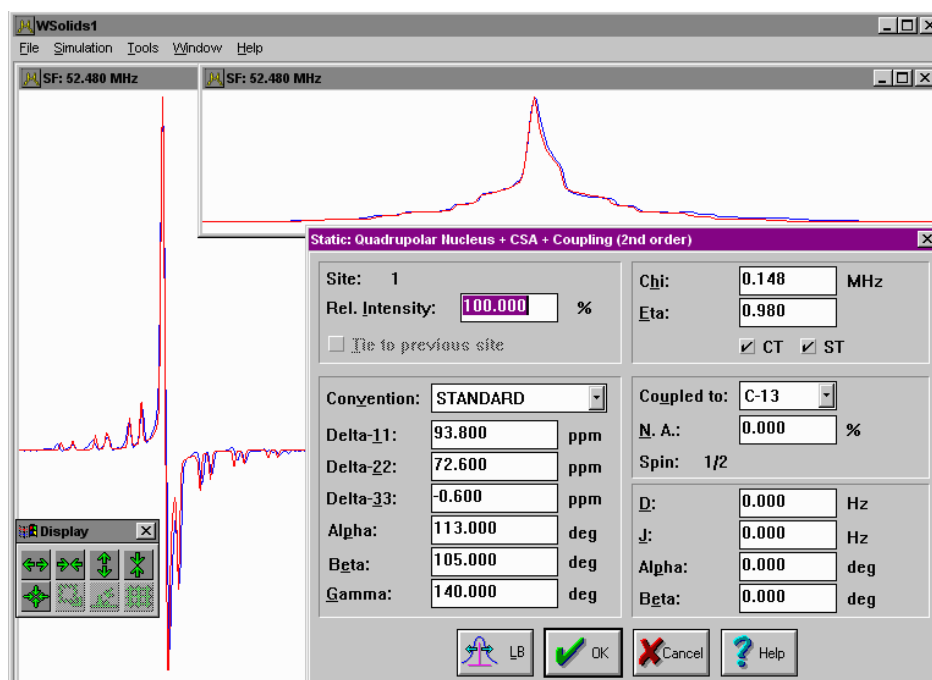 WSolids1
File Simulation Tools Window Help
SF: 52.480 MHz
SF: 52.480 MHz
Static: Quadrupolar Nucleus + CSA + Coupling (2nd order)
Site: 1
Rel. Intensity: 100.000 %
Tie to previous site
Chi: 0.148 MHz
Eta: 0.980
CT ST
Convention: STANDARD
Delta-11: 93.800 ppm
Delta-22: 72.600 ppm
Delta-33: -0.600 ppm
Alpha: 113.000 deg
Beta: 105.000 deg
Gamma: 140.000 deg
Coupled to: C-13
N. A.: 0.000 %
Spin: 1/2
D: 0.000 Hz
J: 0.000 Hz
Alpha: 0.000 deg
Beta: 0.000 deg
Display
LB OK Cancel Help